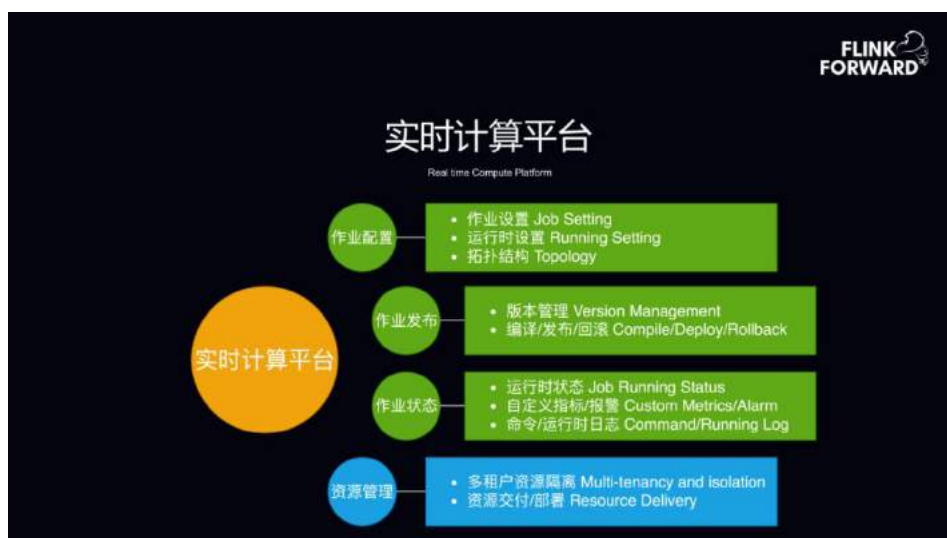 FLINK
FORWARD
实时计算平台
Real time Compute Platform
作业配置
• 作业设置 Job Setting
• 运行时设置 Running Setting
• 拓扑结构 Topology
实时计算平台
作业发布
• 版本管理 Version Management
• 编译/发布/回滚 Compile/Deploy/Rollback
作业状态
• 运行时状态 Job Running Status
• 自定义指标/报警 Custom Metrics/Alarm
• 命令/运行时日志 Command/Running Log
资源管理
• 多租户资源隔离 Multi-tenancy and isolation
• 资源交付/部署 Resource Delivery